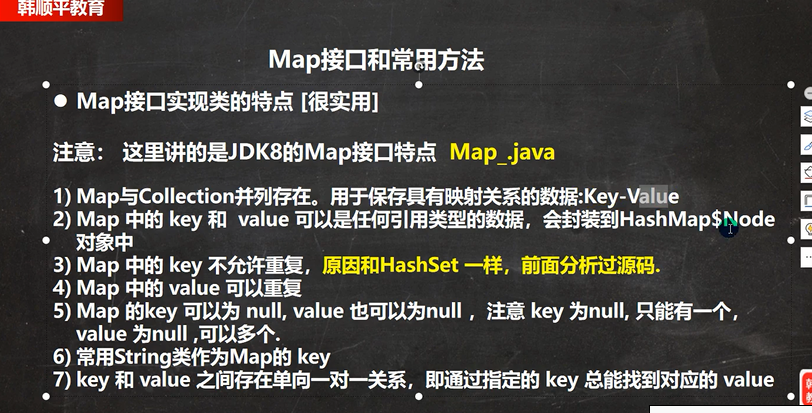 韩顺平教育
Map接口和常用方法
● Map接口实现类的特点 [很实用]
注意： 这里讲的是JDK8的Map接口特点 Map_.java
1) Map与Collection并列存在。用于保存具有映射关系的数据:Key-Value
2) Map 中的 key 和 value 可以是任何引用类型的数据，会封装到HashMap$Node
对象中
3) Map 中的 key 不允许重复，原因和HashSet 一样，前面分析过源码.
4) Map 中的 value 可以重复
5) Map 的key 可以为 null, value 也可以为null ，注意 key 为null, 只能有一个，
value 为null ,可以多个.
6) 常用String类作为Map的 key
7) key 和 value 之间存在单向一对一关系，即通过指定的 key 总能找到对应的 value